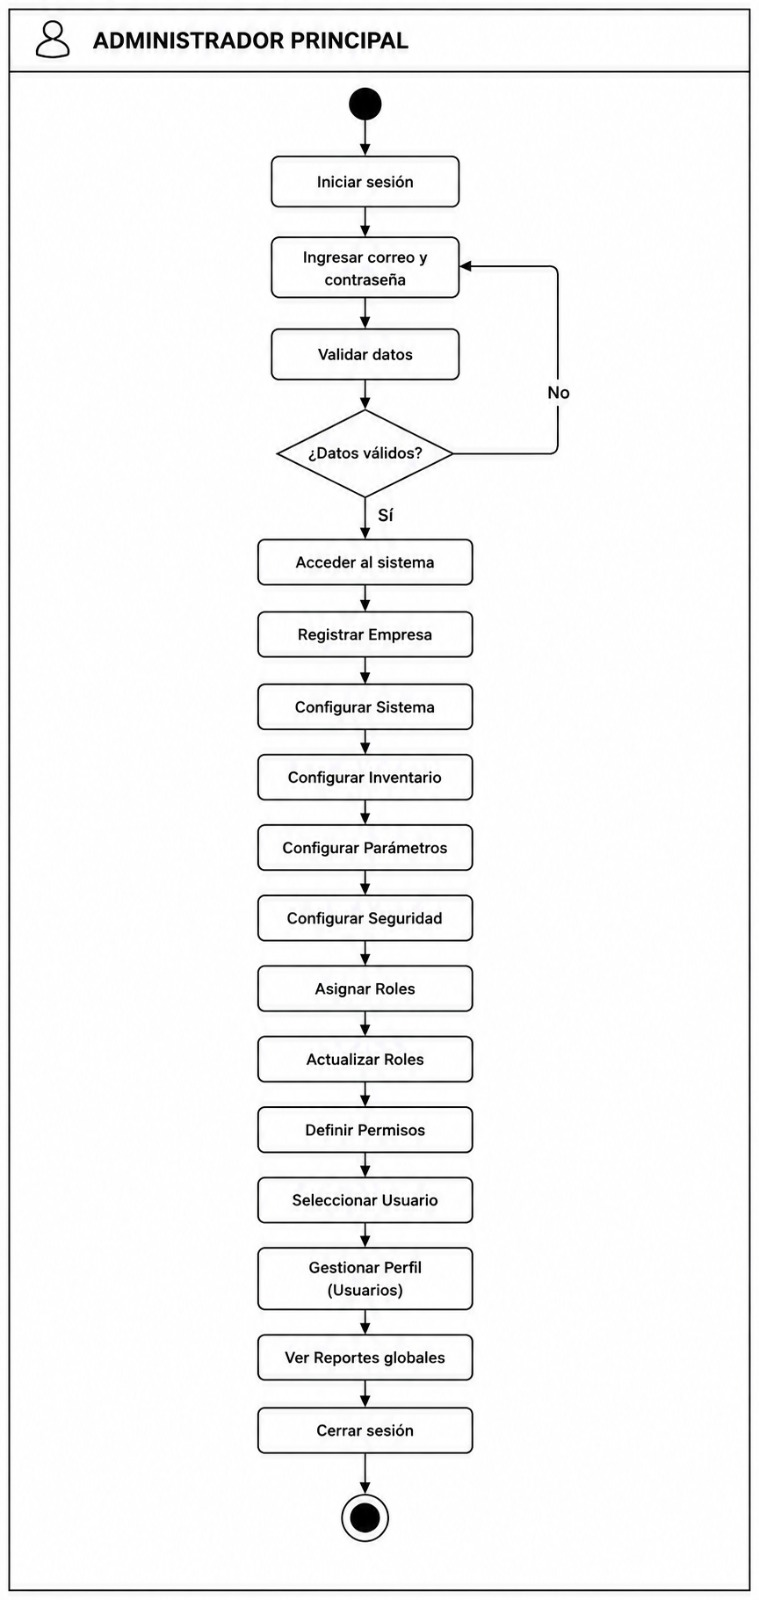 ADMINISTRADOR PRINCIPAL
Iniciar sesión
Ingresar correo y
contraseña
Validar datos
No
¿Datos válidos?
Sí
Acceder al sistema
Registrar Empresa
Configurar Sistema
Configurar Inventario
Configurar Parámetros
Configurar Seguridad
Asignar Roles
Actualizar Roles
Definir Permisos
Seleccionar Usuario
Gestionar Perfil
(Usuarios)
Ver Reportes globales
Cerrar sesión